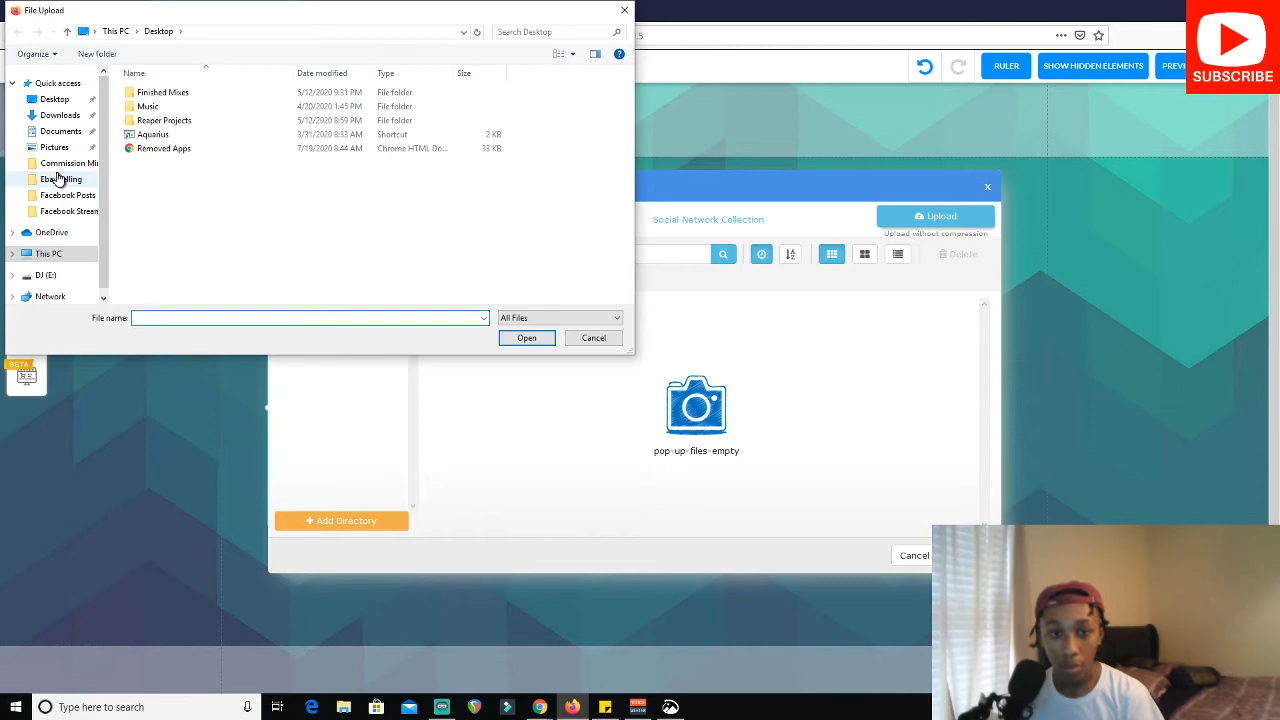 File Upload
This PC > Desktop >
Search Desktop
.5
Organize
New folder
RULER
SHOW HIDDEN ELEMENTS
PREVI
SUBSCRIBE
Quick access
Desktop
Downloads
Documents
Pictures
Commission Mi
Facebook Posts
Facebook Strean
OneDrive
This PC
DJ (E:)
Network
Name Date modified Type Size
Finished Mixes 5/12/2020 9:31 PM File folder
Music 4/20/2020 1:45 PM File folder
Reaper Projects 5/12/2020 8:59 PM File folder
Aquarius 3/31/2020 8:33 AM Shortcut 2 KB
Removed Apps 7/19/2020 8:44 AM Chrome HTML Do... 33 KB
File name:
All Files
Open
Cancel
x
Social Network Collection
Upload
Upload without compression
Delete
pop-up-files-empty
+ Add Directory
Cancel
BETA
Type here to search